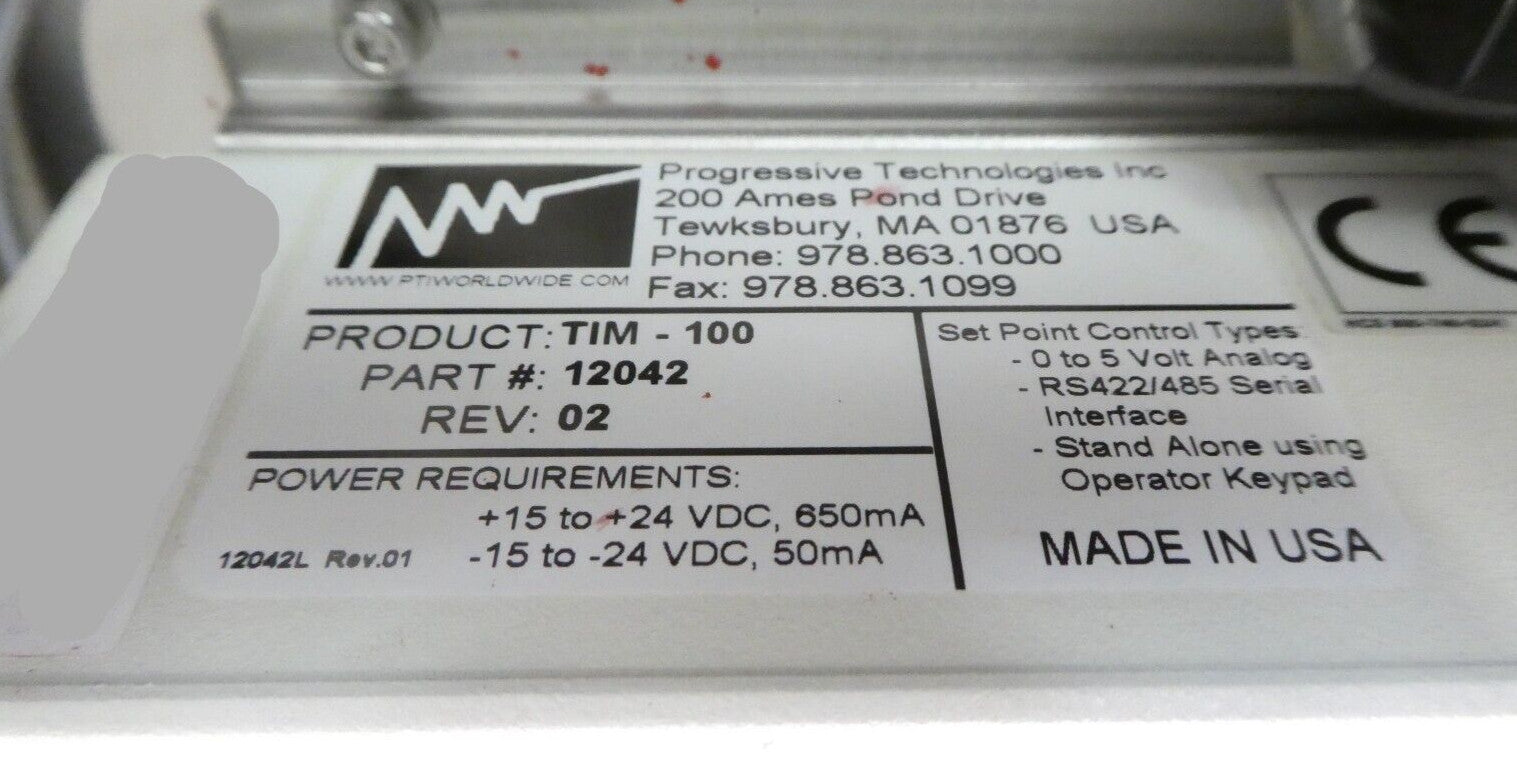 Progressive Technologies Inc
200 Ames Pond Drive
Tewksbury, MA 01876 USA
Phone: 978.863.1000
WWW.PTIWORLDWIDE.COM
Fax: 978.863.1099
CE
PRODUCT: TIM - 100
PART #: 12042
REV: 02
POWER REQUIREMENTS:
+15 to +24 VDC, 650mA
-15 to -24 VDC, 50mA
12042L Rev.01
Set Point Control Types:
- 0 to 5 Volt Analog
- RS422/485 Serial
Interface
- Stand Alone using
Operator Keypad
MADE IN USA